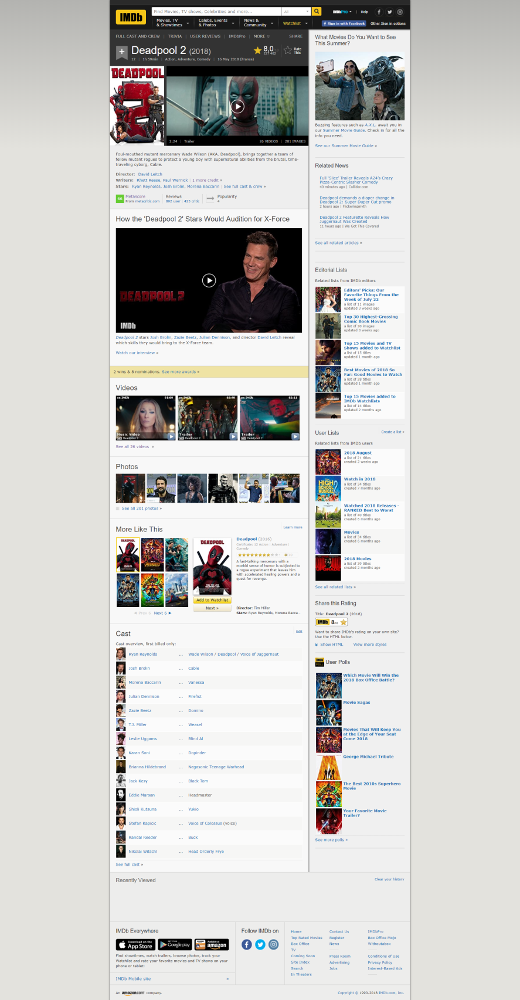 IMDb
Find Movies, TV shows, Celebrities and more...
All
IMDbPro
Help
Movies, TV
& Showtimes
Celebs, Events
& Photos
News &
Community
Watchlist
Sign in with Facebook
Other Sign in options
FULL CAST AND CREW | TRIVIA | USER REVIEWS | IMDbPro | MORE
SHARE
Deadpool 2 (2018)
12 | 1h 59min | Action, Adventure, Comedy | 16 May 2018 (France)
8,0
227 402
Rate
This
DEADPOOL
2
2:24 | Trailer
26 VIDEOS | 201 IMAGES
Foul-mouthed mutant mercenary Wade Wilson (AKA. Deadpool), brings together a team of
fellow mutant rogues to protect a young boy with supernatural abilities from the brutal, time-
traveling cyborg, Cable.
Director: David Leitch
Writers: Rhett Reese, Paul Wernick | 1 more credit »
Stars: Ryan Reynolds, Josh Brolin, Morena Baccarin | See full cast & crew »
66
Metascore
From metacritic.com
Reviews
892 user | 425 critic
Popularity
4
How the 'Deadpool 2' Stars Would Audition for X-Force
DEADPOOL 2
IMDb
Deadpool 2 stars Josh Brolin, Zazie Beetz, Julian Dennison, and director David Leitch reveal
which skills they would bring to the X-Force team.
Watch our interview »
2 wins & 8 nominations. See more awards »
Videos
on IMDb 01:00
Music Video
Deadpool 2
on IMDb 02:40
Trailer
Deadpool 2
02:11
Trailer
Deadpool 2
See all 26 videos »
Photos
See all 201 photos »
More Like This
Learn more
DEADPOOL
DEADPOOL
Deadpool (2016)
Certificate: 12 Action | Adventure |
Comedy
8/10
A fast-talking mercenary with a
morbid sense of humor is subjected to
a rogue experiment that leaves him
with accelerated healing powers and a
quest for revenge.
Add to Watchlist
Next »
Director: Tim Miller
Stars: Ryan Reynolds, Morena Bacca...
◄ Prev 6 Next 6 ►
Cast
Edit
Cast overview, first billed only:
Ryan Reynolds ... Wade Wilson / Deadpool / Voice of Juggernaut
Josh Brolin ... Cable
Morena Baccarin ... Vanessa
Julian Dennison ... Firefist
Zazie Beetz ... Domino
T.J. Miller ... Weasel
Leslie Uggams ... Blind Al
Karan Soni ... Dopinder
Brianna Hildebrand ... Negasonic Teenage Warhead
Jack Kesy ... Black Tom
Eddie Marsan ... Headmaster
Shioli Kutsuna ... Yukio
Stefan Kapicic ... Voice of Colossus (voice)
Randal Reeder ... Buck
Nikolai Witschl ... Head Orderly Frye
See full cast »
What Movies Do You Want to See
This Summer?
Buzzing features such as A.X.L. await you in
our Summer Movie Guide. Check in for all the
info you need.
See our Summer Movie Guide »
Related News
Full 'Slice' Trailer Reveals A24's Crazy
Pizza-Centric Slasher Comedy
40 minutes ago | Collider.com
Deadpool demands a diaper change in
Deadpool 2: Super Duper Cut promo
2 hours ago | Flickeringmyth
Deadpool 2 Featurette Reveals How
Juggernaut Was Created
11 hours ago | We Got This Covered
See all related articles »
Editorial Lists
Related lists from IMDb editors
Editors' Picks: Our
Favorite Things From the
Week of July 22
a list of 11 images
updated 3 weeks ago
Top 30 Highest-Grossing
Comic Book Movies
a list of 30 images
updated 3 weeks ago
Top 15 Movies and TV
Shows added to Watchlist
a list of 15 titles
updated 1 month ago
Best Movies of 2018 So
Far: Good Movies to Watch
a list of 28 titles
updated 1 month ago
Top 15 Movies added to
IMDb Watchlists
a list of 14 titles
updated 2 months ago
User Lists
Create a list »
Related lists from IMDb users
2018 August
a list of 21 titles
created 2 weeks ago
HIGH SCHOOL MUSICAL 2
Watch in 2018
a list of 34 titles
created 7 months ago
Watched 2018 Releases -
RANKED Best to Worst
a list of 40 titles
created 6 months ago
Movies
a list of 34 titles
created 6 months ago
UPGRADE
2018 Movies
a list of 39 titles
created 2 months ago
See all related lists »
Share this Rating
Title: Deadpool 2 (2018)
IMDb 8/10
Want to share IMDb's rating on your own site?
Use the HTML below.
Show HTML
View more styles
User Polls
Which Movie Will Win the
2018 Box Office Battle?
Movie Sagas
Movies That Will Keep You
at the Edge of Your Seat
Come 2018
George Michael Tribute
The Best 2010s Superhero
Movie
Your Favorite Movie
Trailer?
See more polls »
Recently Viewed
Clear your history
IMDb Everywhere
Download on the
App Store
GET IT ON
Google play
Available at
amazon
Find showtimes, watch trailers, browse photos, track your
Watchlist and rate your favorite movies and TV shows on your
phone or tablet!
IMDb Mobile site »
Follow IMDb on
Home
Top Rated Movies
Box Office
TV
Coming Soon
Site Index
Search
In Theaters
Contact Us
Register
News
Press Room
Advertising
Jobs
IMDbPro
Box Office Mojo
Withoutabox
Conditions of Use
Privacy Policy
Interest-Based Ads
An amazon.com company.
Copyright © 1990-2018 IMDb.com, Inc.